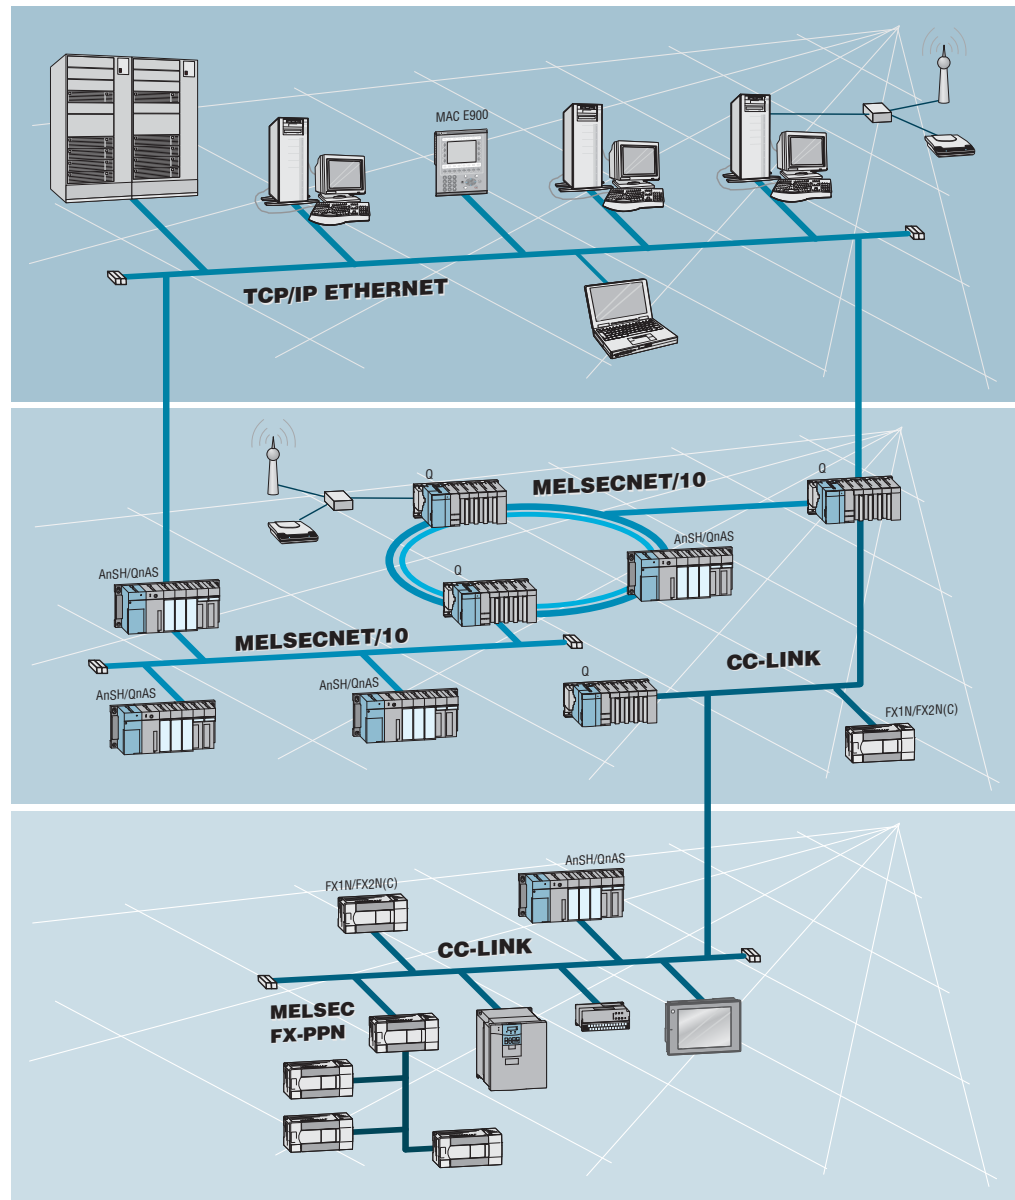 MAC E900
TCP/IP ETHERNET
Q
MELSECNET/10
Q
AnSH/QnAS
Q
AnSH/QnAS
MELSECNET/10
CC-LINK
Q
AnSH/QnAS
AnSH/QnAS
FX1N/FX2N(C)
AnSH/QnAS
FX1N/FX2N(C)
CC-LINK
MELSEC
FX-PPN